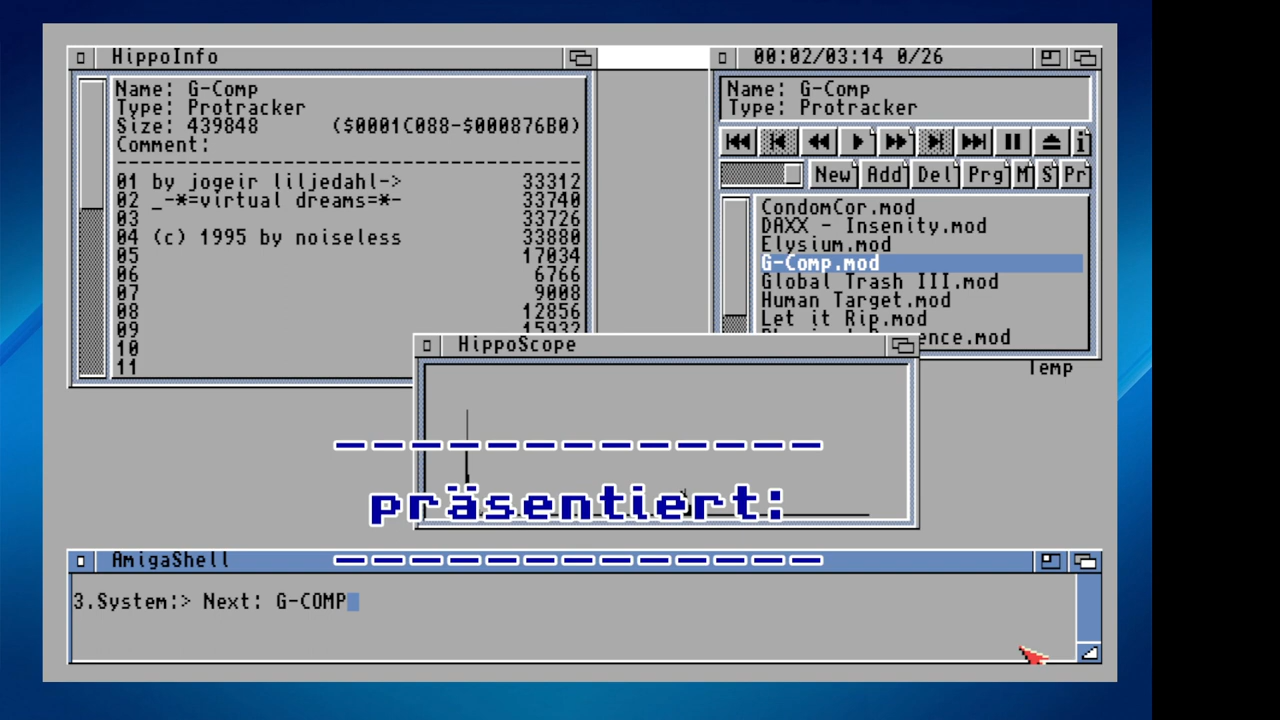 HippoInfo
Name: G-Comp
Type: Protracker
Size: 439848 ($0001C088-$000876B0)
Comment:
----------------------------------------
01 by jogeir liljedahl-> 33312
02 _-*=virtual dreams=*- 33740
03 33726
04 (c) 1995 by noiseless 33880
05 17034
06 6766
07 9008
08 12856
09 15932
10
11
00:02/03:14 0/26
Name: G-Comp
Type: Protracker
i
New Add Del Prg M S Pr
CondomCor.mod
DAXX - Insenity.mod
Elysium.mod
G-Comp.mod
Global Trash III.mod
Human Target.mod
Let it Rip.mod
ence.mod
Temp
HippoScope
-------------
präsentiert:
-------------
AmigaShell
3.System:> Next: G-COMP